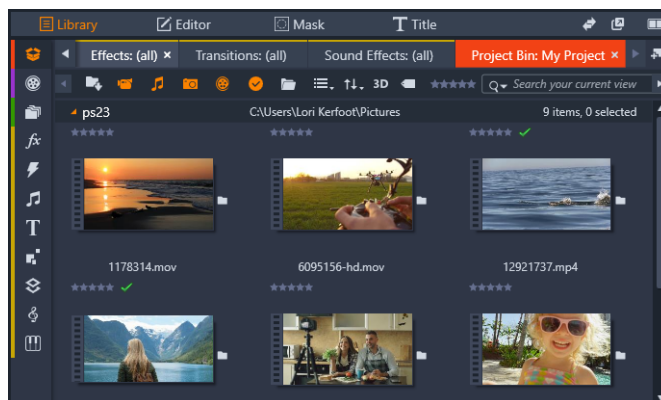 Library Editor Mask Title
Effects: (all) × Transitions: (all) Sound Effects: (all) Project Bin: My Project ×
3D Search your current view
ps23 C:\Users\Lori Kerfoot\Pictures 9 items, 0 selected
1178314.mov 6095156-hd.mov 12921737.mp4